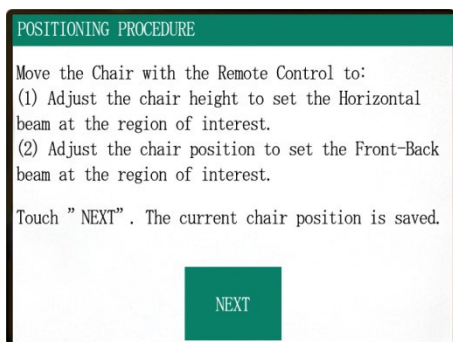 POSITIONING PROCEDURE
Move the Chair with the Remote Control to:
(1) Adjust the chair height to set the Horizontal
beam at the region of interest.
(2) Adjust the chair position to set the Front-Back
beam at the region of interest.
Touch ”NEXT”. The current chair position is saved.
NEXT